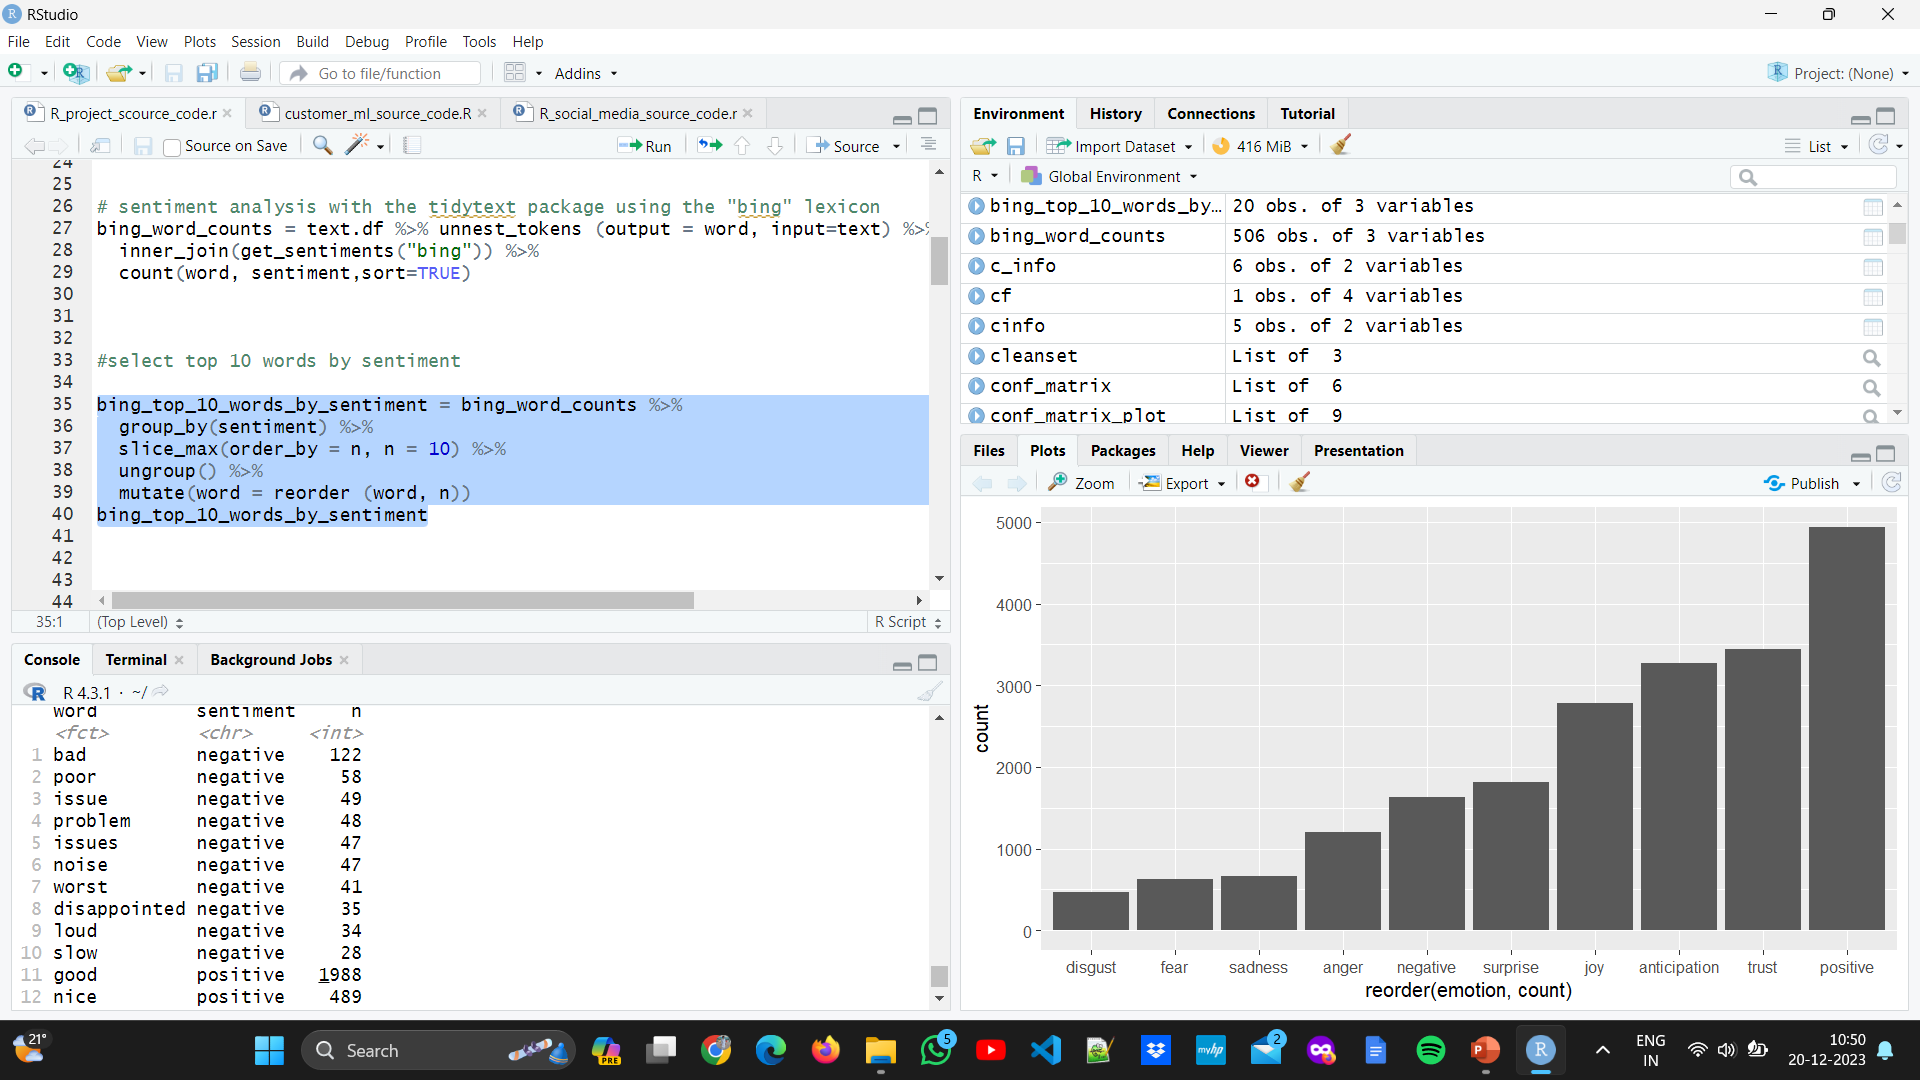 RStudio
File Edit Code View Plots Session Build Debug Profile Tools Help
Go to file/function Addins Project: (None)
R_project_scource_code.r customer_ml_source_code.R R_social_media_source_code.r
Source on Save Run Source
24
25
26 # sentiment analysis with the tidytext package using the "bing" lexicon
27 bing_word_counts = text.df %>% unnest_tokens (output = word, input=text) %>%
28 inner_join(get_sentiments("bing")) %>%
29 count(word, sentiment,sort=TRUE)
30
31
32
33 #select top 10 words by sentiment
34
35 bing_top_10_words_by_sentiment = bing_word_counts %>%
36 group_by(sentiment) %>%
37 slice_max(order_by = n, n = 10) %>%
38 ungroup() %>%
39 mutate(word = reorder (word, n))
40 bing_top_10_words_by_sentiment
41
42
43
44
35:1 (Top Level) R Script
Console Terminal Background Jobs
R 4.3.1 · ~/
word sentiment n
<fct> <chr> <int>
1 bad negative 122
2 poor negative 58
3 issue negative 49
4 problem negative 48
5 issues negative 47
6 noise negative 47
7 worst negative 41
8 disappointed negative 35
9 loud negative 34
10 slow negative 28
11 good positive 1988
12 nice positive 489
Environment History Connections Tutorial
Import Dataset 416 MiB List
R Global Environment
bing_top_10_words_by... 20 obs. of 3 variables
bing_word_counts 506 obs. of 3 variables
c_info 6 obs. of 2 variables
cf 1 obs. of 4 variables
cinfo 5 obs. of 2 variables
cleanset List of 3
conf_matrix List of 6
conf_matrix_plot List of 9
Files Plots Packages Help Viewer Presentation
Zoom Export Publish
5000
4000
3000
2000
1000
0
count
disgust fear sadness anger negative surprise joy anticipation trust positive
reorder(emotion, count)
21° Search PRE 5 myhp 2 ENG 10:50
IN 20-12-2023